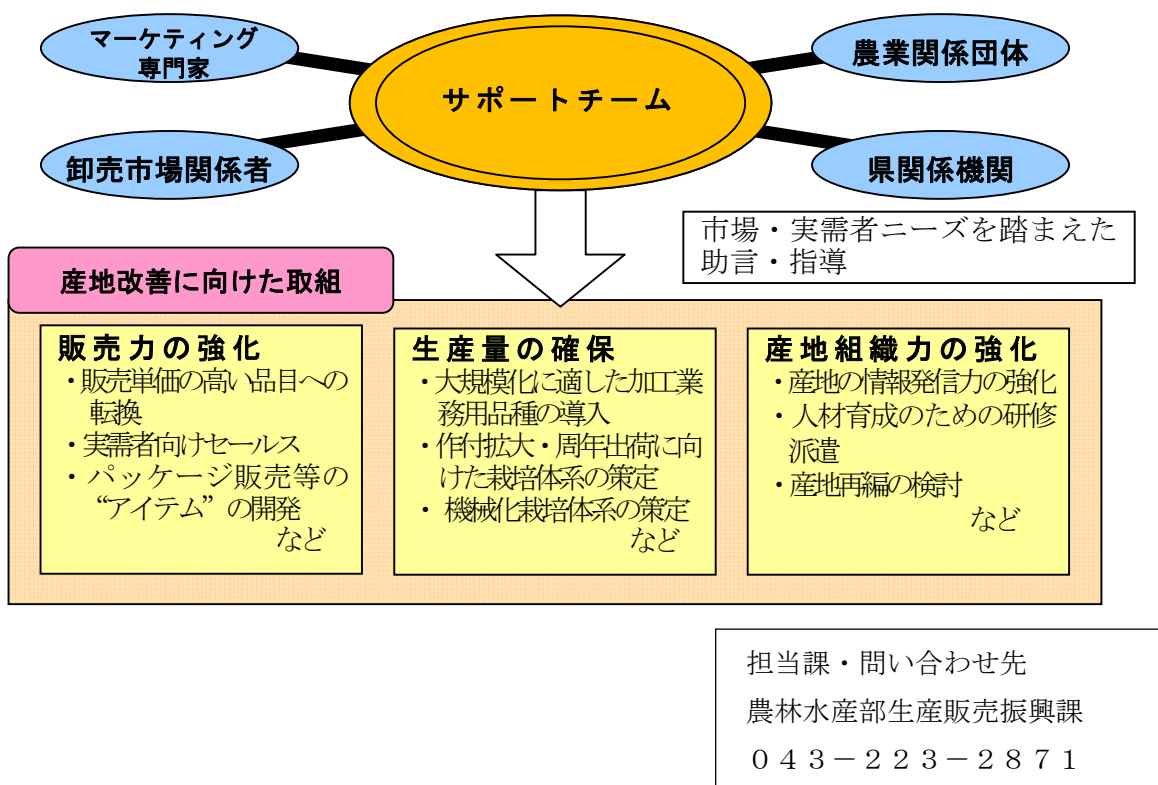 マーケティング
専門家
サポートチーム
農業関係団体
卸売市場関係者
県関係機関
市場・実需者ニーズを踏まえた
助言・指導
産地改善に向けた取組
販売力の強化
・販売単価の高い品目への
転換
・実需者向けセールス
・パッケージ販売等の
“アイテム”の開発
など
生産量の確保
・大規模化に適した加工業
務用品種の導入
・作付拡大・周年出荷に向
けた栽培体系の策定
・機械化栽培体系の策定
など
産地組織力の強化
・産地の情報発信力の強化
・人材育成のための研修
派遣
・産地再編の検討
など
担当課・問い合わせ先
農林水産部生産販売振興課
０４３－２２３－２８７１